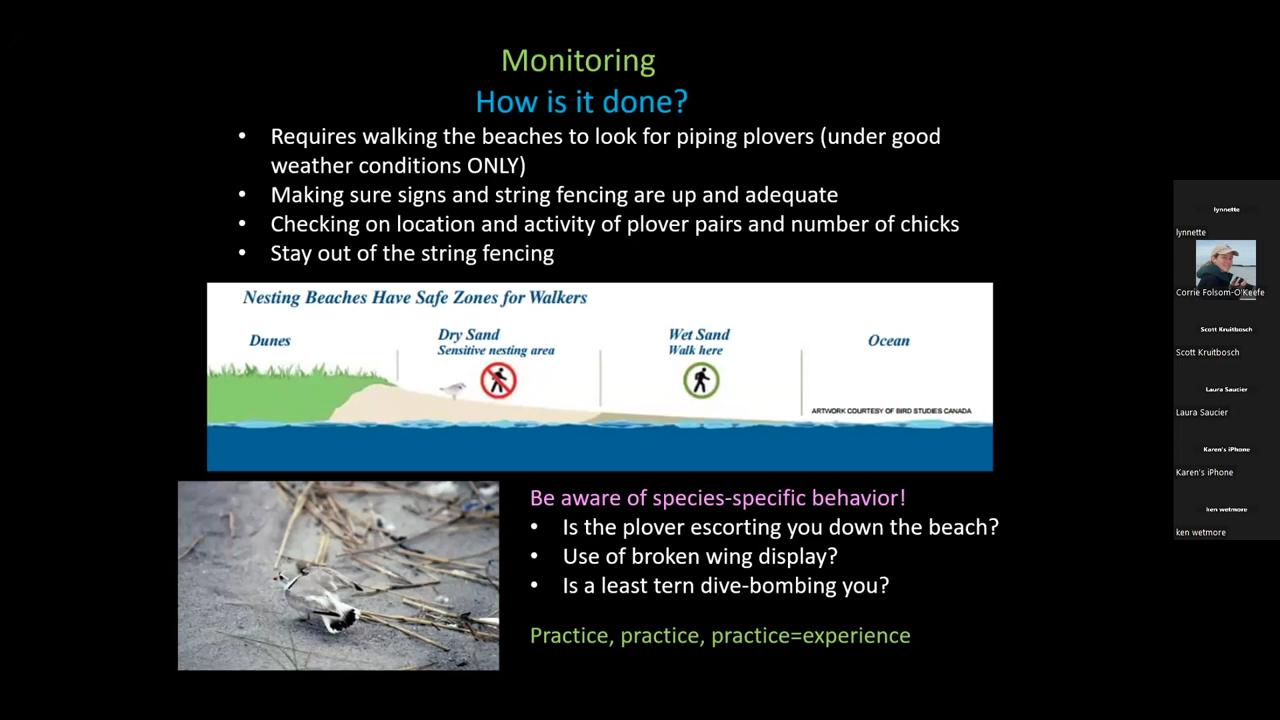 Monitoring
How is it done?
• Requires walking the beaches to look for piping plovers (under good
weather conditions ONLY)
• Making sure signs and string fencing are up and adequate
• Checking on location and activity of plover pairs and number of chicks
• Stay out of the string fencing
Nesting Beaches Have Safe Zones for Walkers
Dunes
Dry Sand
Sensitive nesting area
Wet Sand
Walk here
Ocean
ARTWORK COURTESY OF BIRD STUDIES CANADA
Be aware of species-specific behavior!
• Is the plover escorting you down the beach?
• Use of broken wing display?
• Is a least tern dive-bombing you?
Practice, practice, practice=experience
lynnette
lynnette
Corrie Folsom-O'Keefe
Scott Kruitbosch
Scott Kruitbosch
Laura Saucier
Laura Saucier
Karen's iPhone
Karen's iPhone
ken wetmore
ken wetmore